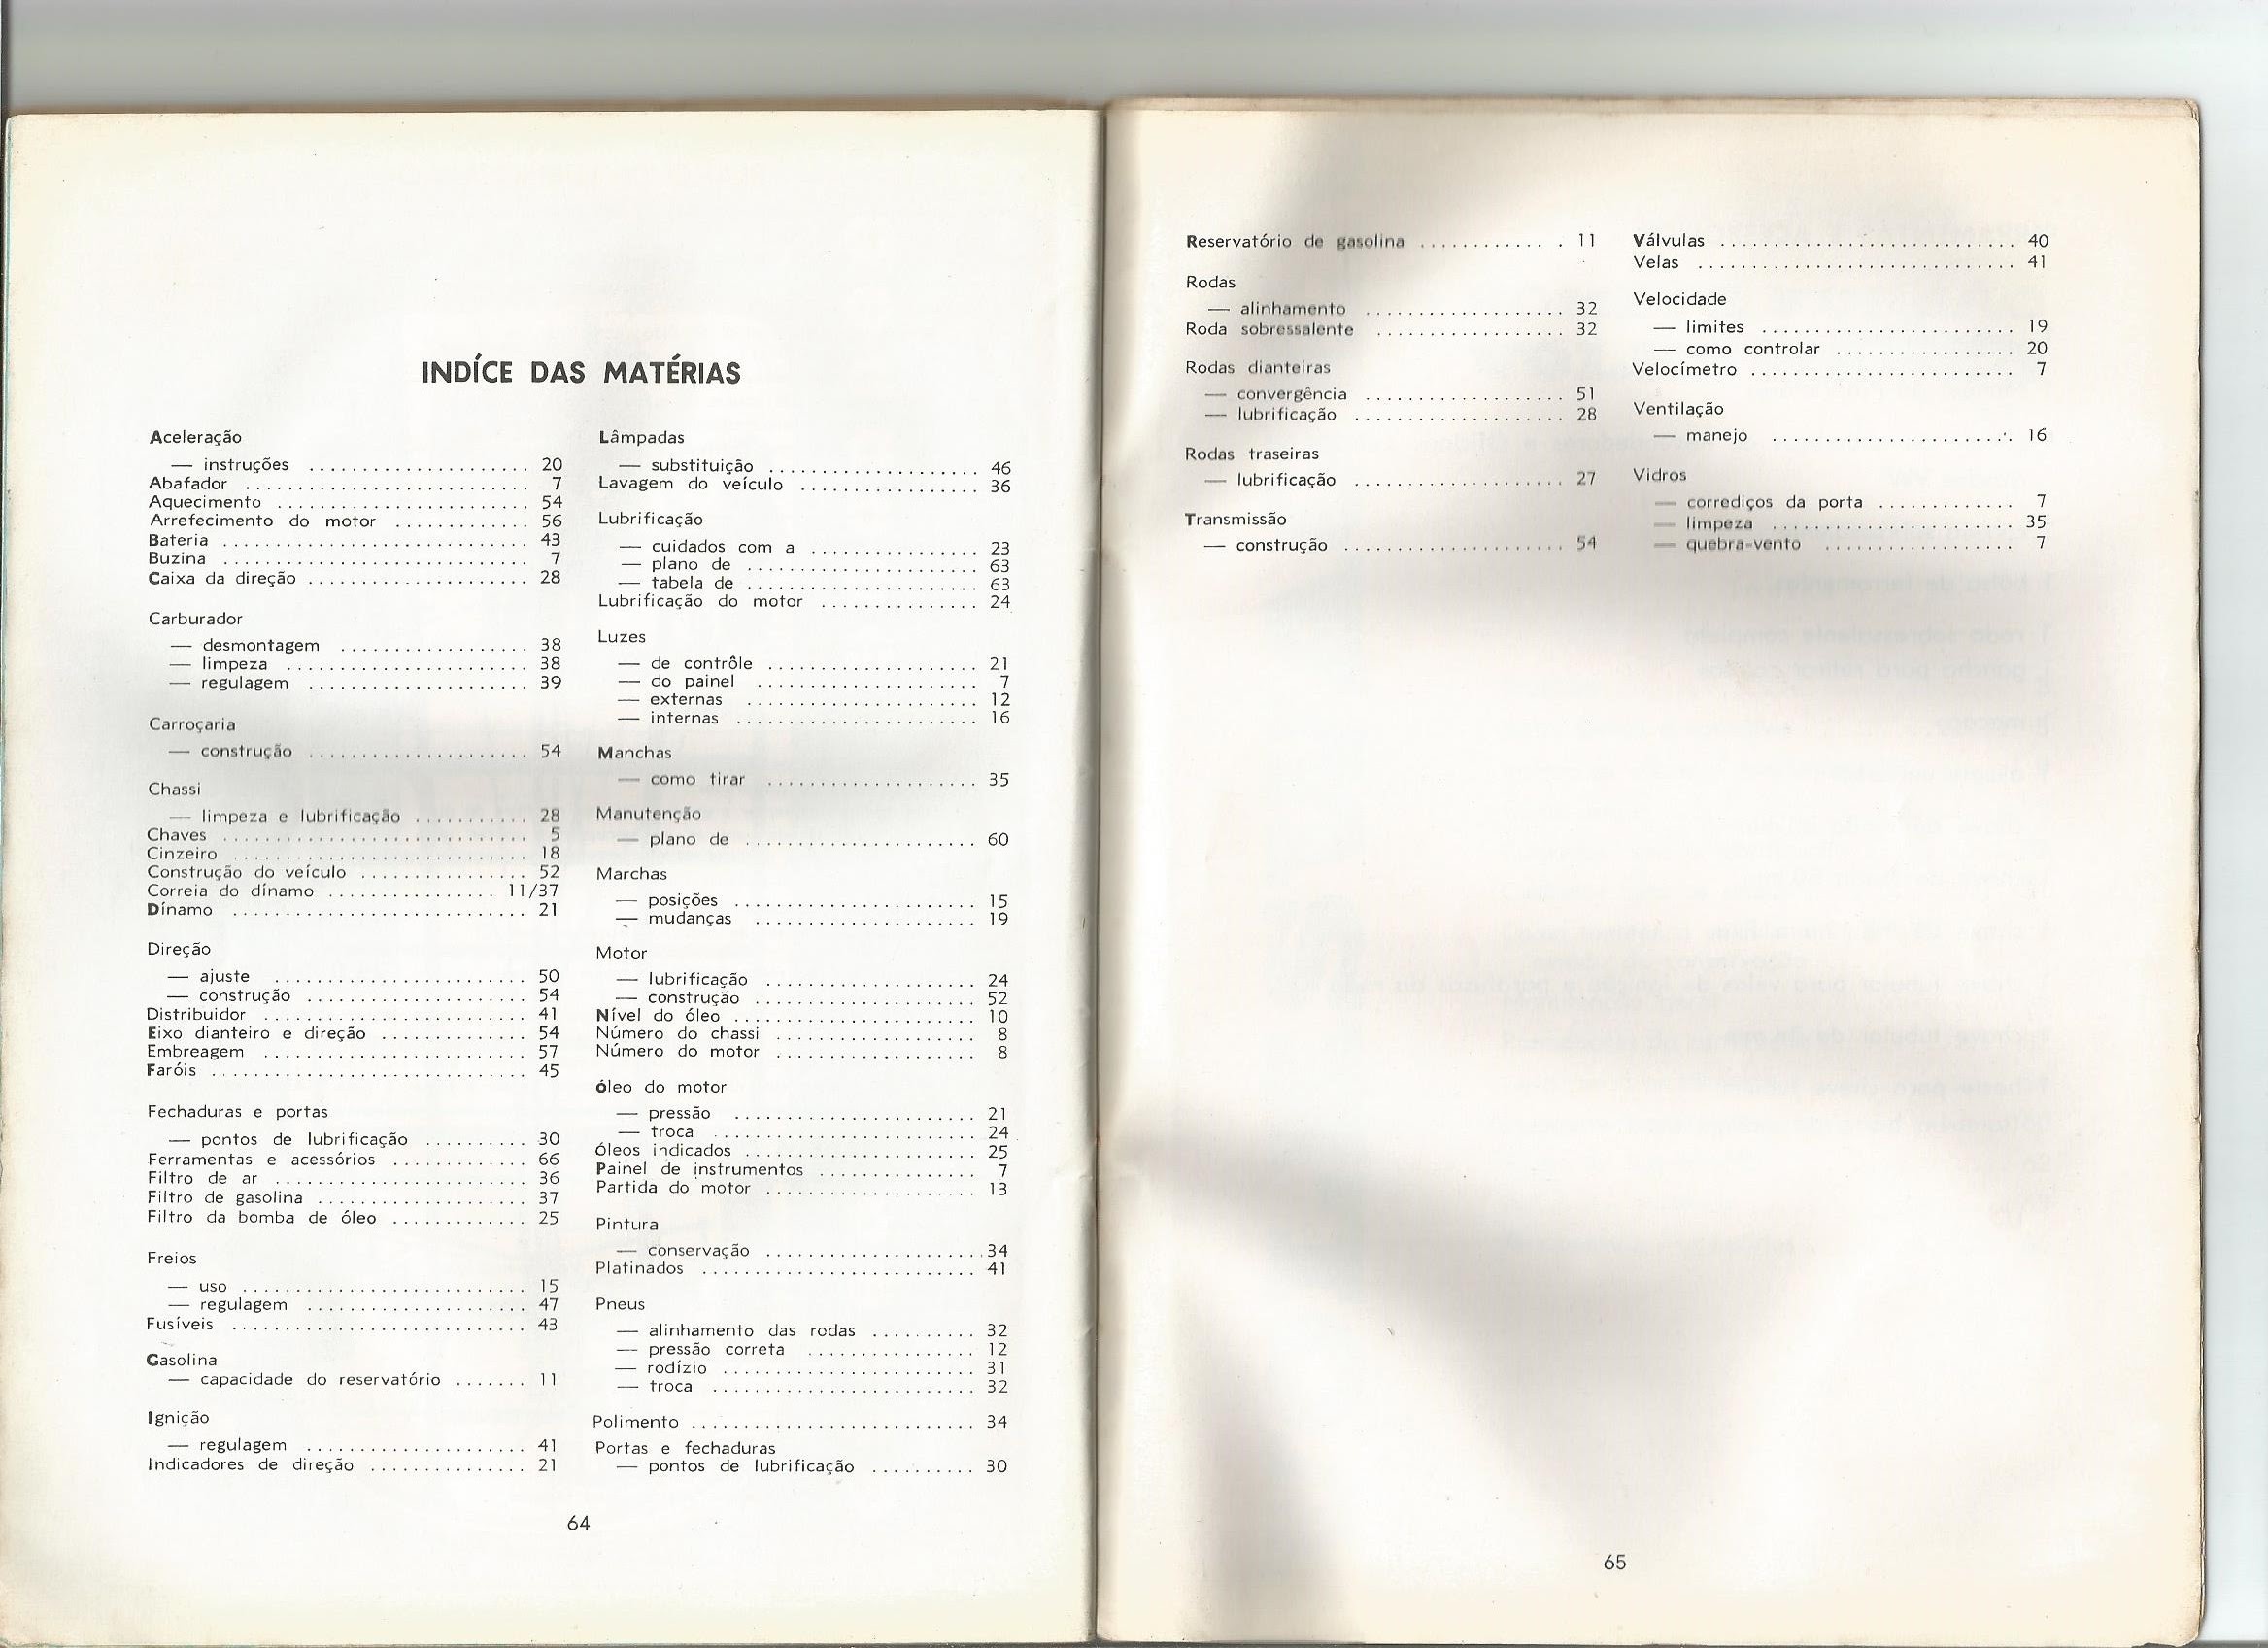 INDÍCE DAS MATÉRIAS
Aceleração
— instruções ..................... 20
Abafador ........................... 7
Aquecimento ........................ 54
Arrefecimento do motor ............. 56
Bateria ............................. 43
Buzina ............................. 7
Caixa da direção ..................... 28
Carburador
— desmontagem .................. 38
— limpeza ....................... 38
— regulagem ..................... 39
Carroçaria
— construção ..................... 54
Chassi
— limpeza e lubrificação ........... 28
Chaves ............................. 5
Cinzeiro ............................ 18
Construção do veículo ................ 52
Correia do dínamo ................ 11/37
Dínamo ............................ 21
Direção
— ajuste ........................ 50
— construção ..................... 54
Distribuidor ......................... 41
Eixo dianteiro e direção .............. 54
Embreagem ......................... 57
Faróis .............................. 45
Fechaduras e portas
— pontos de lubrificação .......... 30
Ferramentas e acessórios ............. 66
Filtro de ar ........................ 36
Filtro de gasolina .................... 37
Filtro da bomba de óleo ............. 25
Freios
— uso ........................... 15
— regulagem ..................... 47
Fusíveis ............................ 43
Gasolina
— capacidade do reservatório ....... 11
Ignição
— regulagem ..................... 41
Indicadores de direção ............... 21
Lâmpadas
— substituição .................... 46
Lavagem do veículo ................. 36
Lubrificação
— cuidados com a ................ 23
— plano de ...................... 63
— tabela de ...................... 63
Lubrificação do motor ............... 24
Luzes
— de contrôle .................... 21
— do painel ..................... 7
— externas ...................... 12
— internas ....................... 16
Manchas
— como tirar .................... 35
Manutenção
— plano de ...................... 60
Marchas
— posições ....................... 15
— mudanças ..................... 19
Motor
— lubrificação .................... 24
— construção ..................... 52
Nível do óleo ....................... 10
Número do chassi ................... 8
Número do motor ................... 8
óleo do motor
— pressão ....................... 21
— troca ......................... 24
Óleos indicados ...................... 25
Painel de instrumentos ............... 7
Partida do motor .................... 13
Pintura
— conservação ..................... 34
Platinados .......................... 41
Pneus
— alinhamento das rodas .......... 32
— pressão correta ................ 12
— rodízio ........................ 31
— troca ......................... 32
Polimento ........................... 34
Portas e fechaduras
— pontos de lubrificação .......... 30
64
Reservatório de gasolina ............. 11
Rodas
— alinhamento ................... 32
Roda sobressalente .................. 32
Rodas dianteiras
— convergência ................... 51
— lubrificação .................... 28
Rodas traseiras
— lubrificação .................... 27
Transmissão
— construção ..................... 54
Válvulas ............................ 40
Velas .............................. 41
Velocidade
— limites ........................ 19
— como controlar ................. 20
Velocímetro ......................... 7
Ventilação
— manejo ....................... 16
Vidros
— corrediços da porta ............. 7
— limpeza ....................... 35
— quebra-vento .................. 7
65